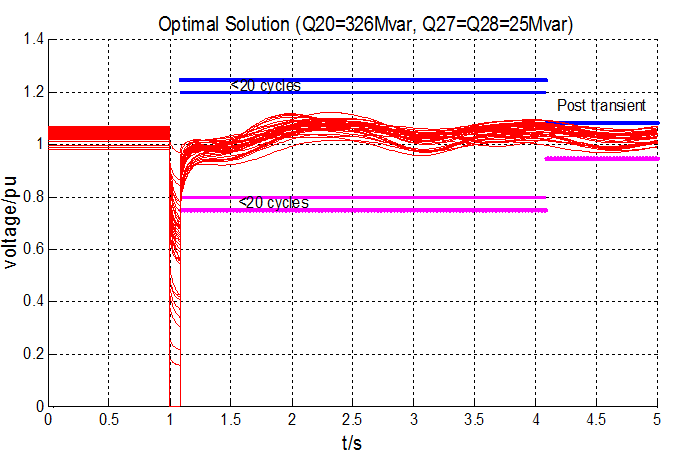 Optimal Solution (Q20=326Mvar, Q27=Q28=25Mvar)
1.4
1.2
1
0.8
0.6
0.4
0.2
0
<20 cycles
Post transient
<20 cycles
0 0.5 1 1.5 2 2.5 3 3.5 4 4.5 5
t/s
voltage/pu